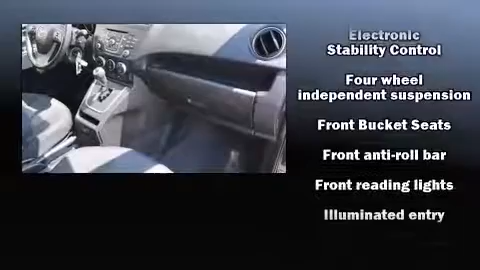 Electronic
Stability Control
Four wheel
independent suspension
Front Bucket Seats
Front anti-roll bar
Front reading lights
Illuminated entry